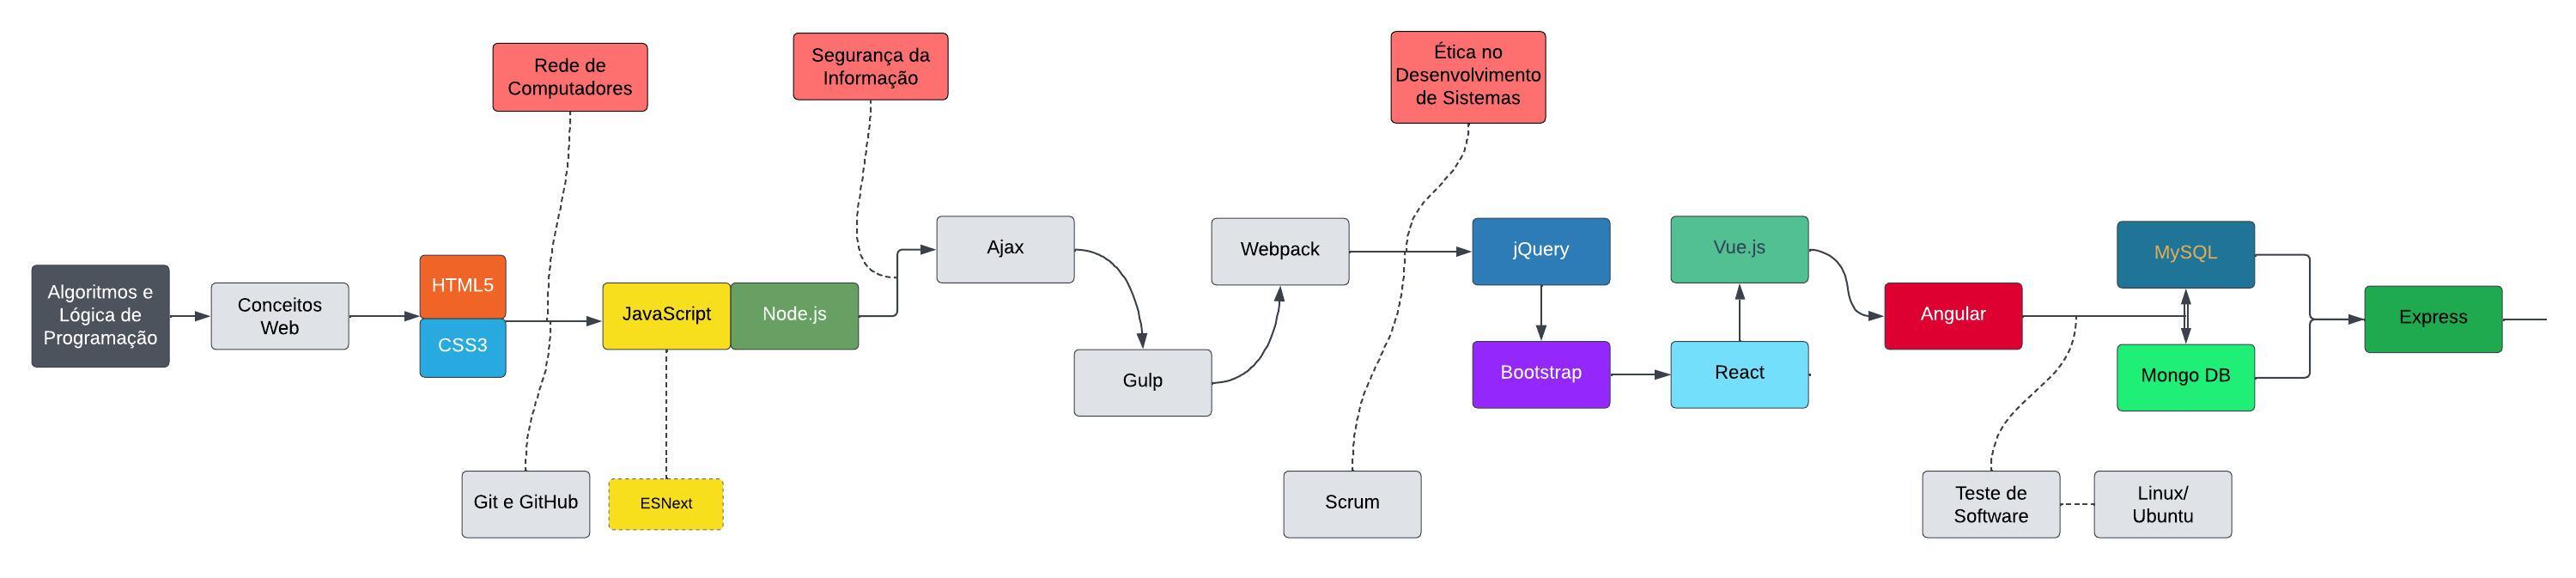 Rede de
Computadores
Segurança da
Informação
Ética no
Desenvolvimento
de Sistemas
Algoritmos e
Lógica de
Programação
Conceitos
Web
HTML5
CSS3
JavaScript
Node.js
Ajax
Gulp
Webpack
jQuery
Bootstrap
React
Vue.js
Angular
MySQL
Mongo DB
Express
Git e GitHub
ESNext
Scrum
Teste de
Software
Linux/
Ubuntu